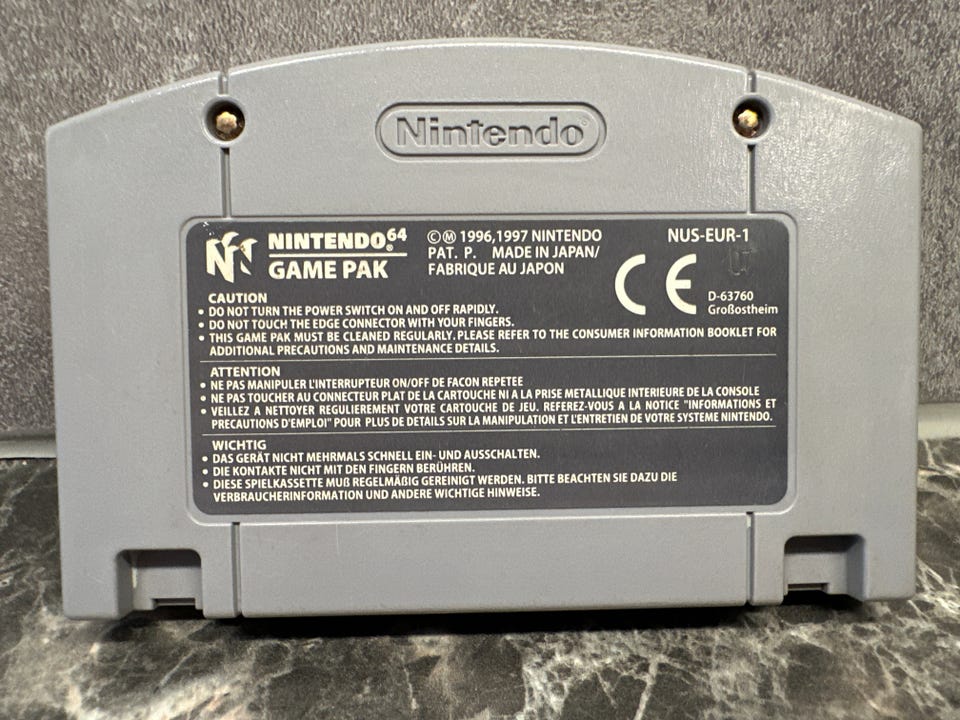 Nintendo®
NINTENDO®64
GAME PAK
©Ⓜ 1996,1997 NINTENDO
PAT. P. MADE IN JAPAN/
FABRIQUE AU JAPON
NUS-EUR-1
CE
D-63760
Großostheim
CAUTION
• DO NOT TURN THE POWER SWITCH ON AND OFF RAPIDLY.
• DO NOT TOUCH THE EDGE CONNECTOR WITH YOUR FINGERS.
• THIS GAME PAK MUST BE CLEANED REGULARLY. PLEASE REFER TO THE CONSUMER INFORMATION BOOKLET FOR
ADDITIONAL PRECAUTIONS AND MAINTENANCE DETAILS.
ATTENTION
• NE PAS MANIPULER L'INTERRUPTEUR ON/OFF DE FACON REPETEE
• NE PAS TOUCHER AU CONNECTEUR PLAT DE LA CARTOUCHE NI A LA PRISE METALLIQUE INTERIEURE DE LA CONSOLE
• VEILLEZ A NETTOYER REGULIEREMENT VOTRE CARTOUCHE DE JEU. REFEREZ-VOUS A LA NOTICE "INFORMATIONS ET
PRECAUTIONS D'EMPLOI" POUR PLUS DE DETAILS SUR LA MANIPULATION ET L'ENTRETIEN DE VOTRE SYSTEME NINTENDO.
WICHTIG
• DAS GERÄT NICHT MEHRMALS SCHNELL EIN- UND AUSSCHALTEN.
• DIE KONTAKTE NICHT MIT DEN FINGERN BERÜHREN.
• DIESE SPIELKASSETTE MUß REGELMÄßIG GEREINIGT WERDEN. BITTE BEACHTEN SIE DAZU DIE
VERBRAUCHERINFORMATION UND ANDERE WICHTIGE HINWEISE.